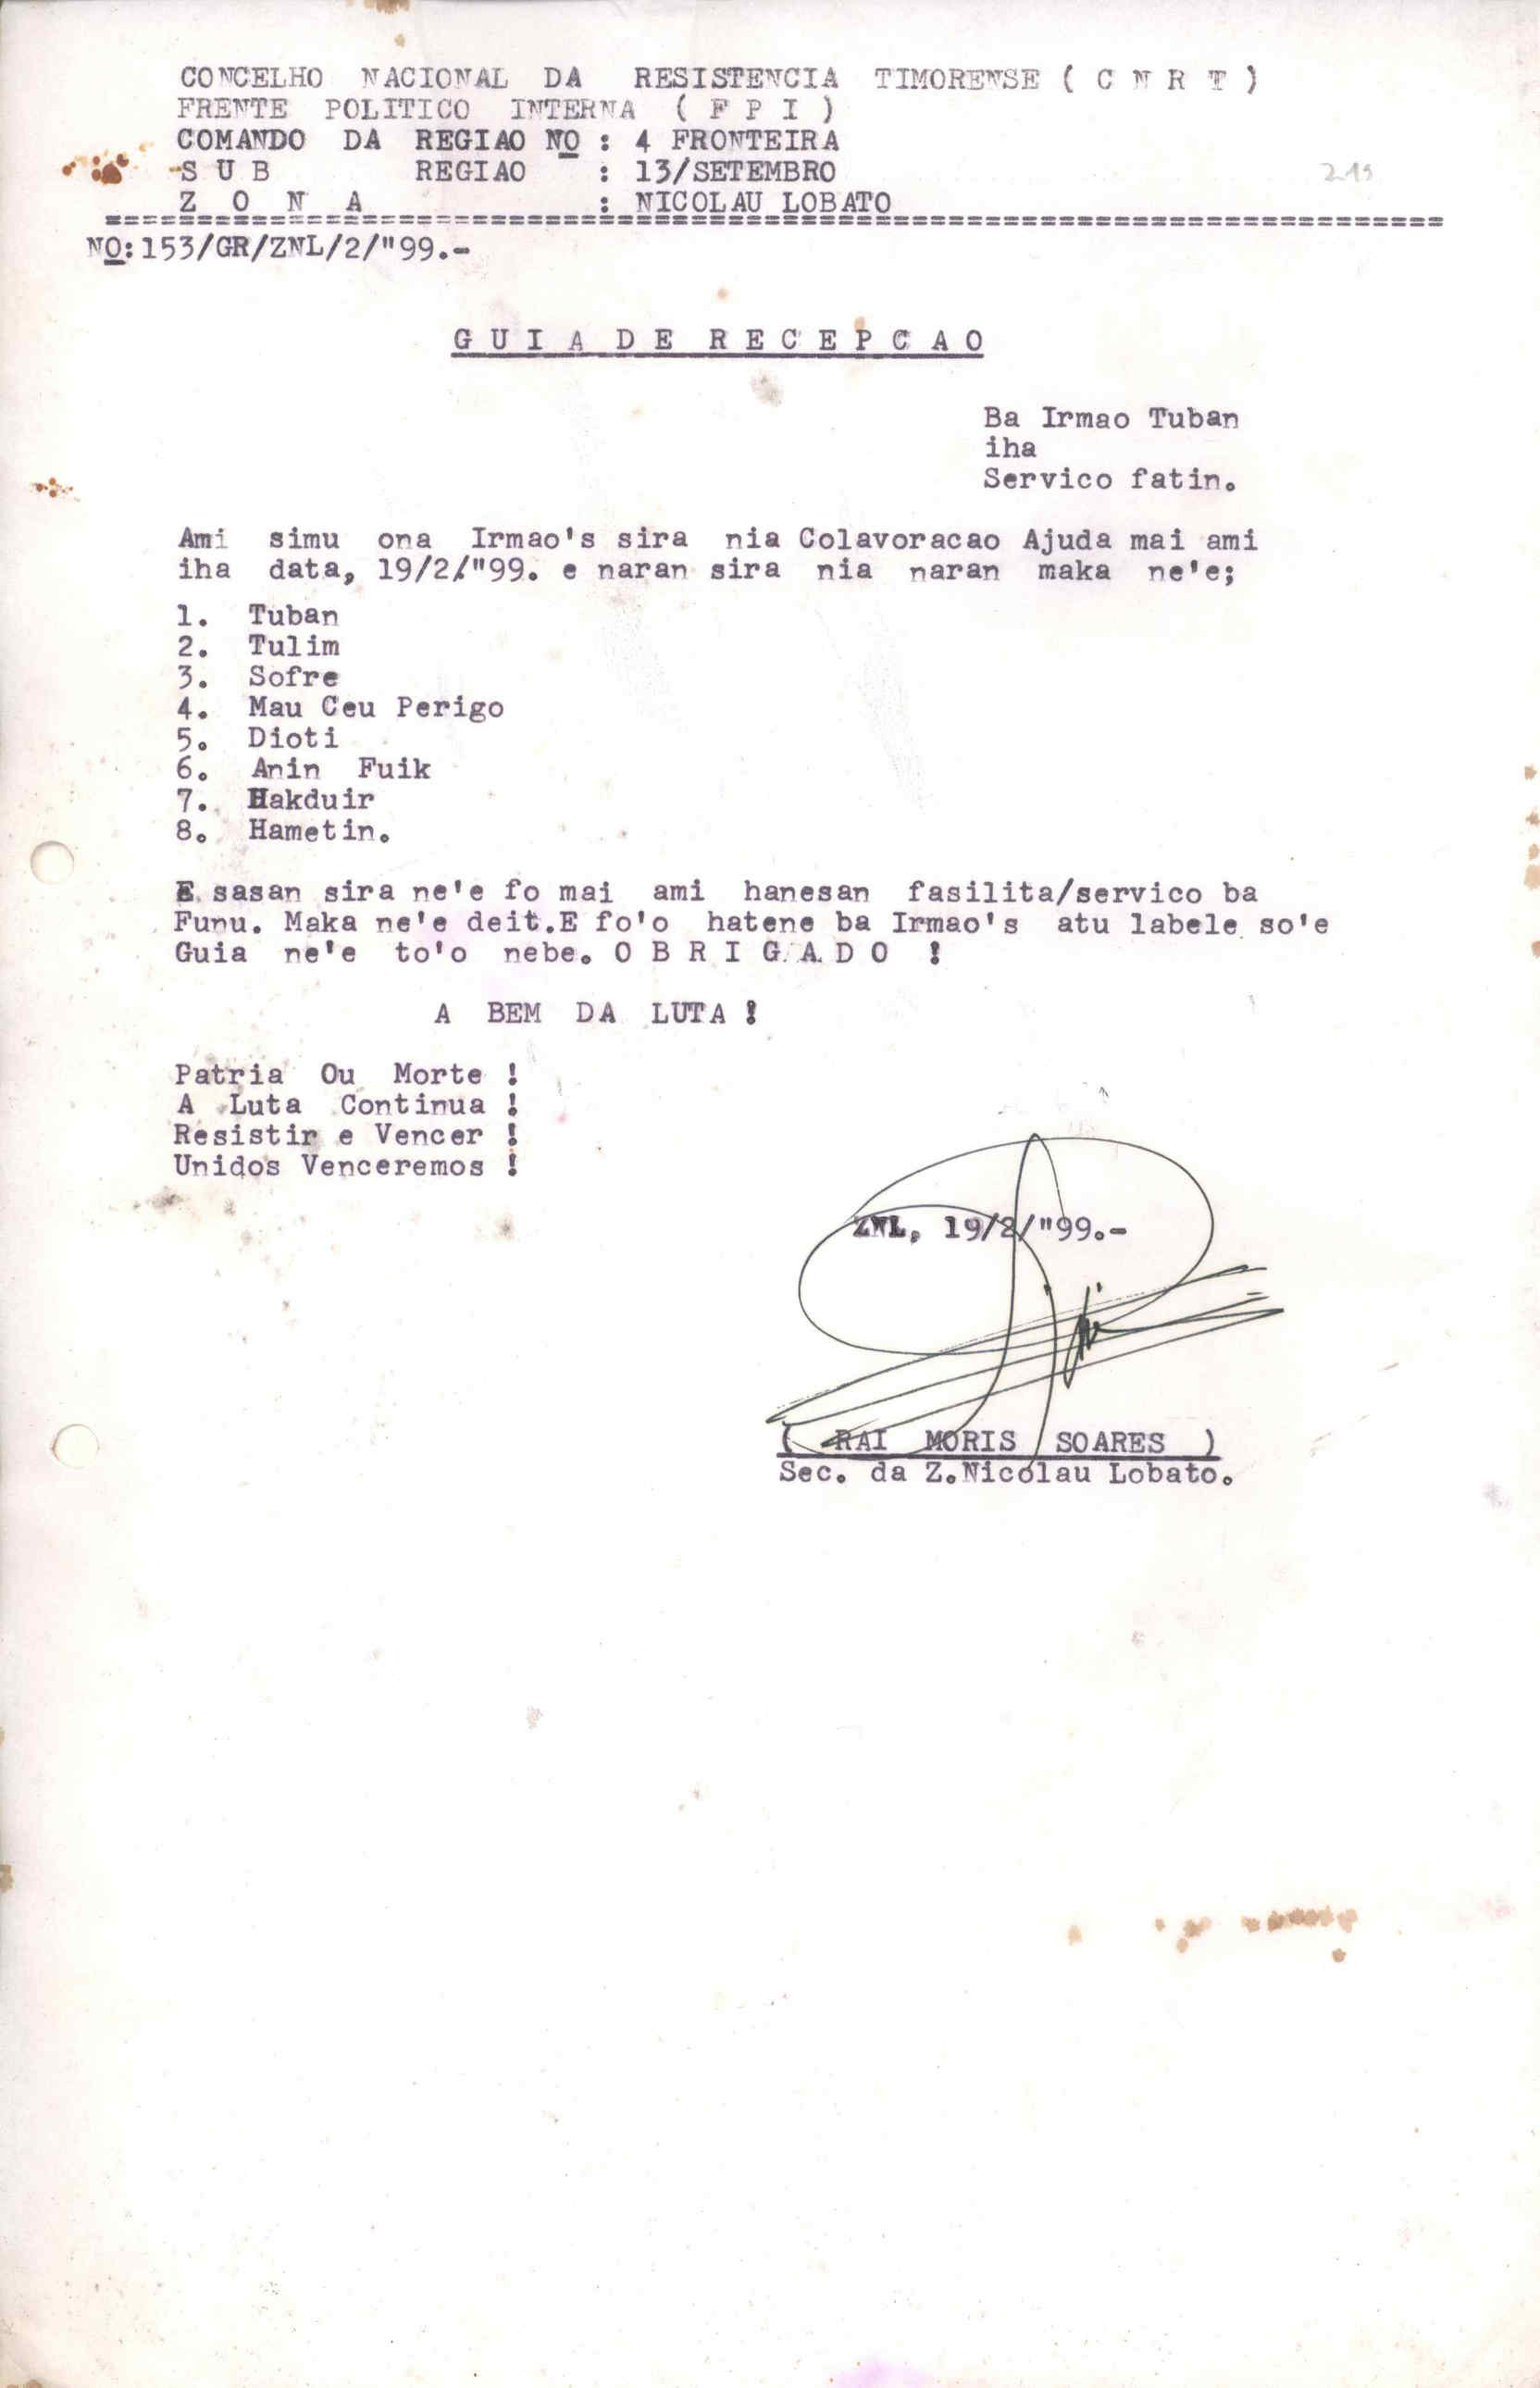 CONCELHO NACIONAL DA RESISTENCIA TIMORENSE ( C N R T )
FRENTE POLITICO INTERNA ( F P I )
COMANDO DA REGIAO NO : 4 FRONTEIRA
S U B REGIAO : 13/SETEMBRO
219
Z O N A : NICOLAU LOBATO
NO:153/GR/ZNL/2/"99.-
G U I A D E R E C E P C A O
Ba Irmao Tuban
iha
Servico fatin.
Ami simu ona Irmao's sira nia Colavoracao Ajuda mai ami
iha data, 19/2/"99. e naran sira nia naran maka ne'e;
1. Tuban
2. Tulim
3. Sofre
4. Mau Ceu Perigo
5. Dioti
6. Anin Fuik
7. Hakduir
8. Hametin.
E sasan sira ne'e fo mai ami hanesan fasilita/servico ba
Funu. Maka ne'e deit.E fo'o hatene ba Irmao's atu labele so'e
Guia ne'e to'o nebe. O B R I G A D O !
A BEM DA LUTA !
Patria Ou Morte !
A Luta Continua !
Resistir e Vencer !
Unidos Venceremos !
ZNL, 19/2/"99.-
( RAI MORIS SOARES )
Sec. da Z.Nicolau Lobato.